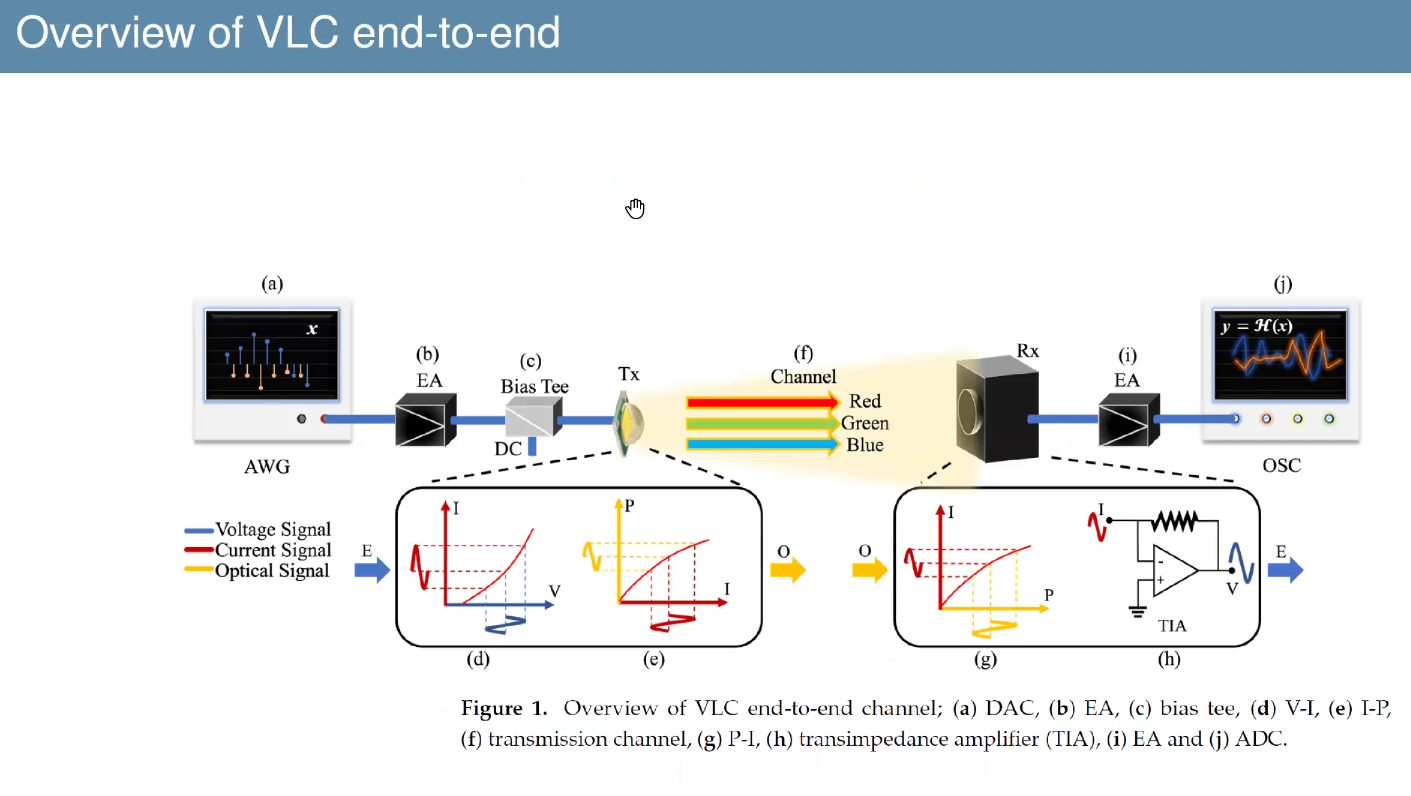 Overview of VLC end-to-end
(a)
x
AWG
(b)
EA
(c)
Bias Tee
DC
Tx
(f)
Channel
Red
Green
Blue
Rx
(i)
EA
(j)
y = ℋ(x)
OSC
Voltage Signal
Current Signal
Optical Signal
E
I
V
(d)
P
I
(e)
O
O
I
P
(g)
I
-
+
V
TIA
(h)
E
Figure 1. Overview of VLC end-to-end channel; (a) DAC, (b) EA, (c) bias tee, (d) V-I, (e) I-P,
(f) transmission channel, (g) P-I, (h) transimpedance amplifier (TIA), (i) EA and (j) ADC.